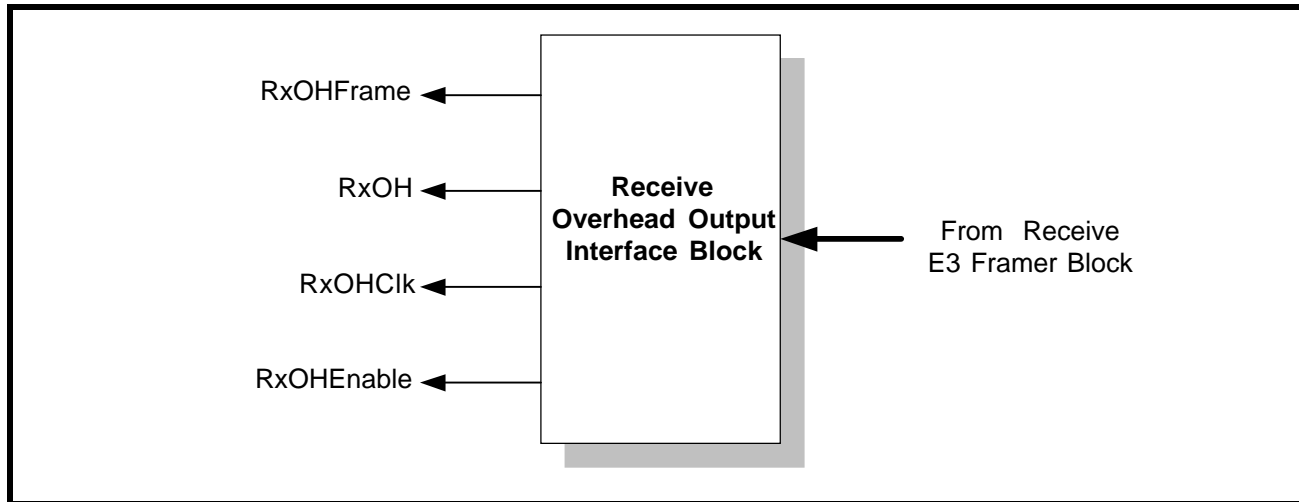 RxOHFrame
RxOH
RxOHClk
RxOHEnable
Receive
Overhead Output
Interface Block
From Receive
E3 Framer Block